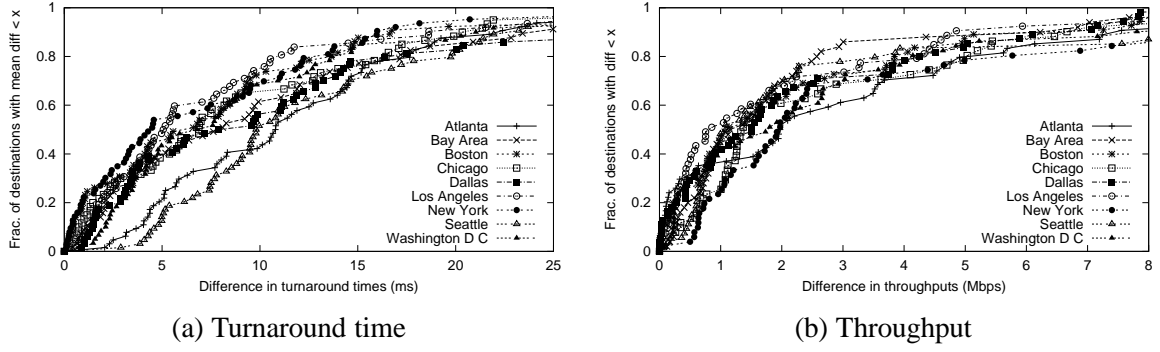 Frac. of destinations with mean diff < x
1
0.8
0.6
0.4
0.2
0
0 5 10 15 20 25
Difference in turnaround times (ms)
Atlanta
Bay Area
Boston
Chicago
Dallas
Los Angeles
New York
Seattle
Washington D C
(a) Turnaround time
Frac. of destinations with diff < x
1
0.8
0.6
0.4
0.2
0
0 1 2 3 4 5 6 7 8
Difference in throughputs (Mbps)
Atlanta
Bay Area
Boston
Chicago
Dallas
Los Angeles
New York
Seattle
Washington D C
(b) Throughput